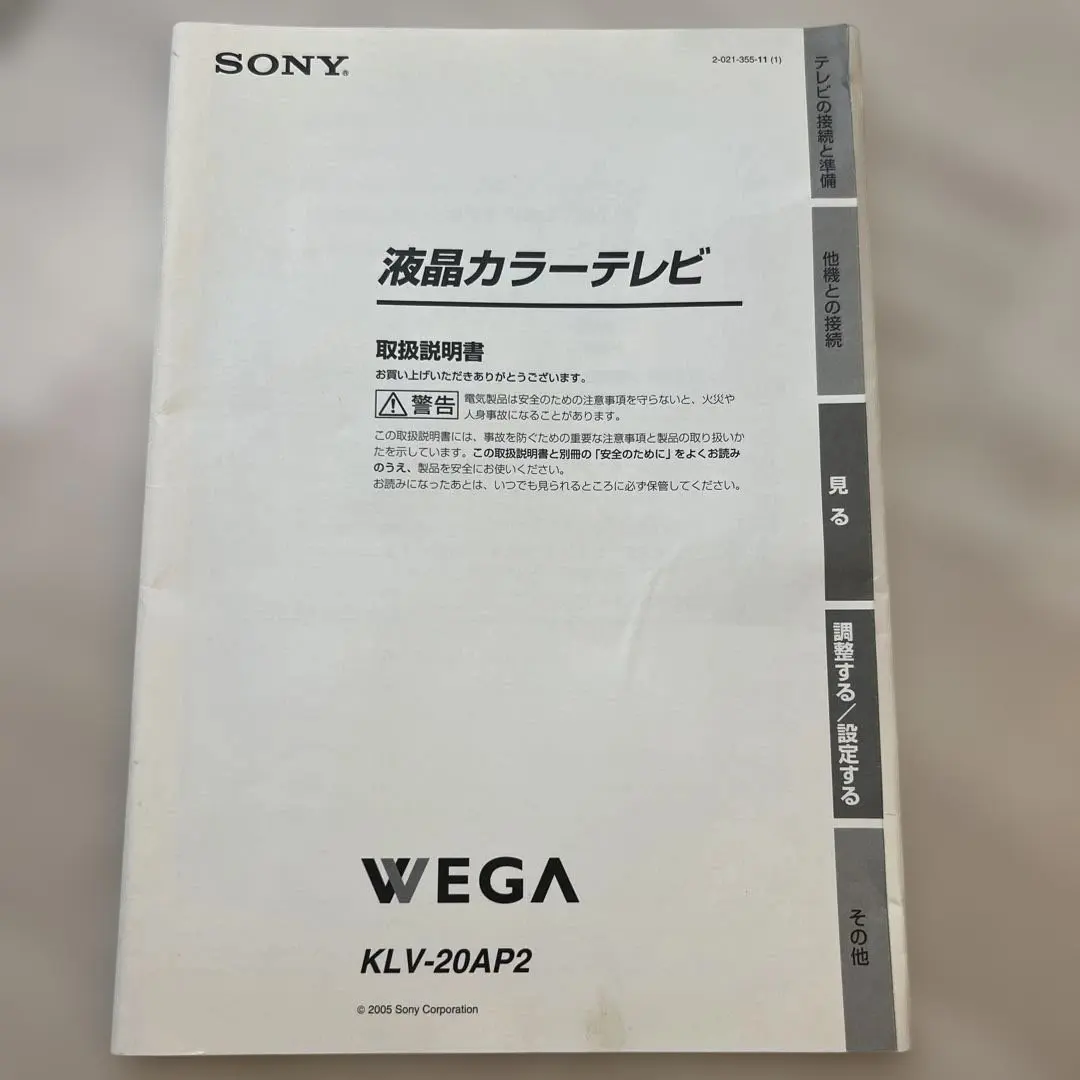 SONY®
2-021-355-11 (1)
液晶カラーテレビ
取扱説明書
お買い上げいただきありがとうございます。
警告
電気製品は安全のための注意事項を守らないと、火災や
人身事故になることがあります。
この取扱説明書には、事故を防ぐための重要な注意事項と製品の取り扱いか
たを示しています。この取扱説明書と別冊の「安全のために」をよくお読み
のうえ、製品を安全にお使いください。
お読みになったあとは、いつでも見られるところに必ず保管してください。
WEGA
KLV-20AP2
© 2005 Sony Corporation
テレビの接続と準備
他機との接続
見る
調整する／設定する
その他